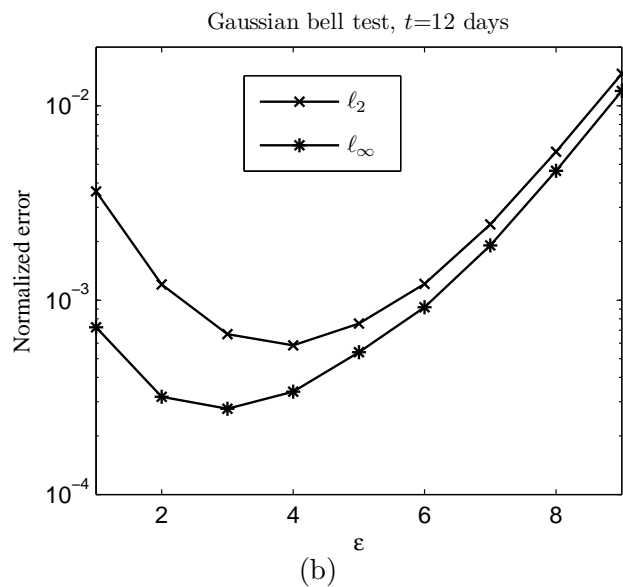 Gaussian bell test, t=12 days
10⁻²
ℓ₂
ℓ∞
Normalized error
10⁻³
10⁻⁴
2 4 6 8
ε
(b)